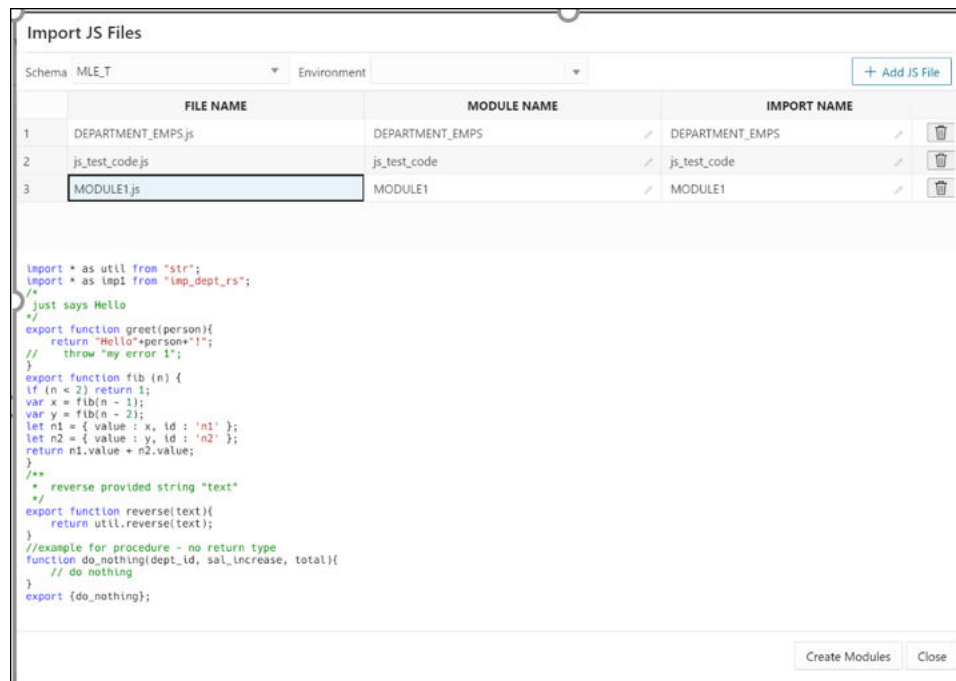 Import JS Files
Schema MLE_T Environment + Add JS File
FILE NAME MODULE NAME IMPORT NAME
1 DEPARTMENT_EMPS.js DEPARTMENT_EMPS DEPARTMENT_EMPS
2 js_test_code.js js_test_code js_test_code
3 MODULE1.js MODULE1 MODULE1
import * as util from "str";
import * as imp1 from "imp_dept_rs";
/*
just says Hello
*/
export function greet(person){
return "Hello"+person+"!";
// throw "my error 1";
}
export function fib (n) {
if (n < 2) return 1;
var x = fib(n - 1);
var y = fib(n - 2);
let n1 = { value : x, id : 'n1' };
let n2 = { value : y, id : 'n2' };
return n1.value + n2.value;
}
/**
* reverse provided string "text"
*/
export function reverse(text){
return util.reverse(text);
}
//example for procedure - no return type
function do_nothing(dept_id, sal_increase, total){
// do nothing
}
export {do_nothing};
Create Modules Close